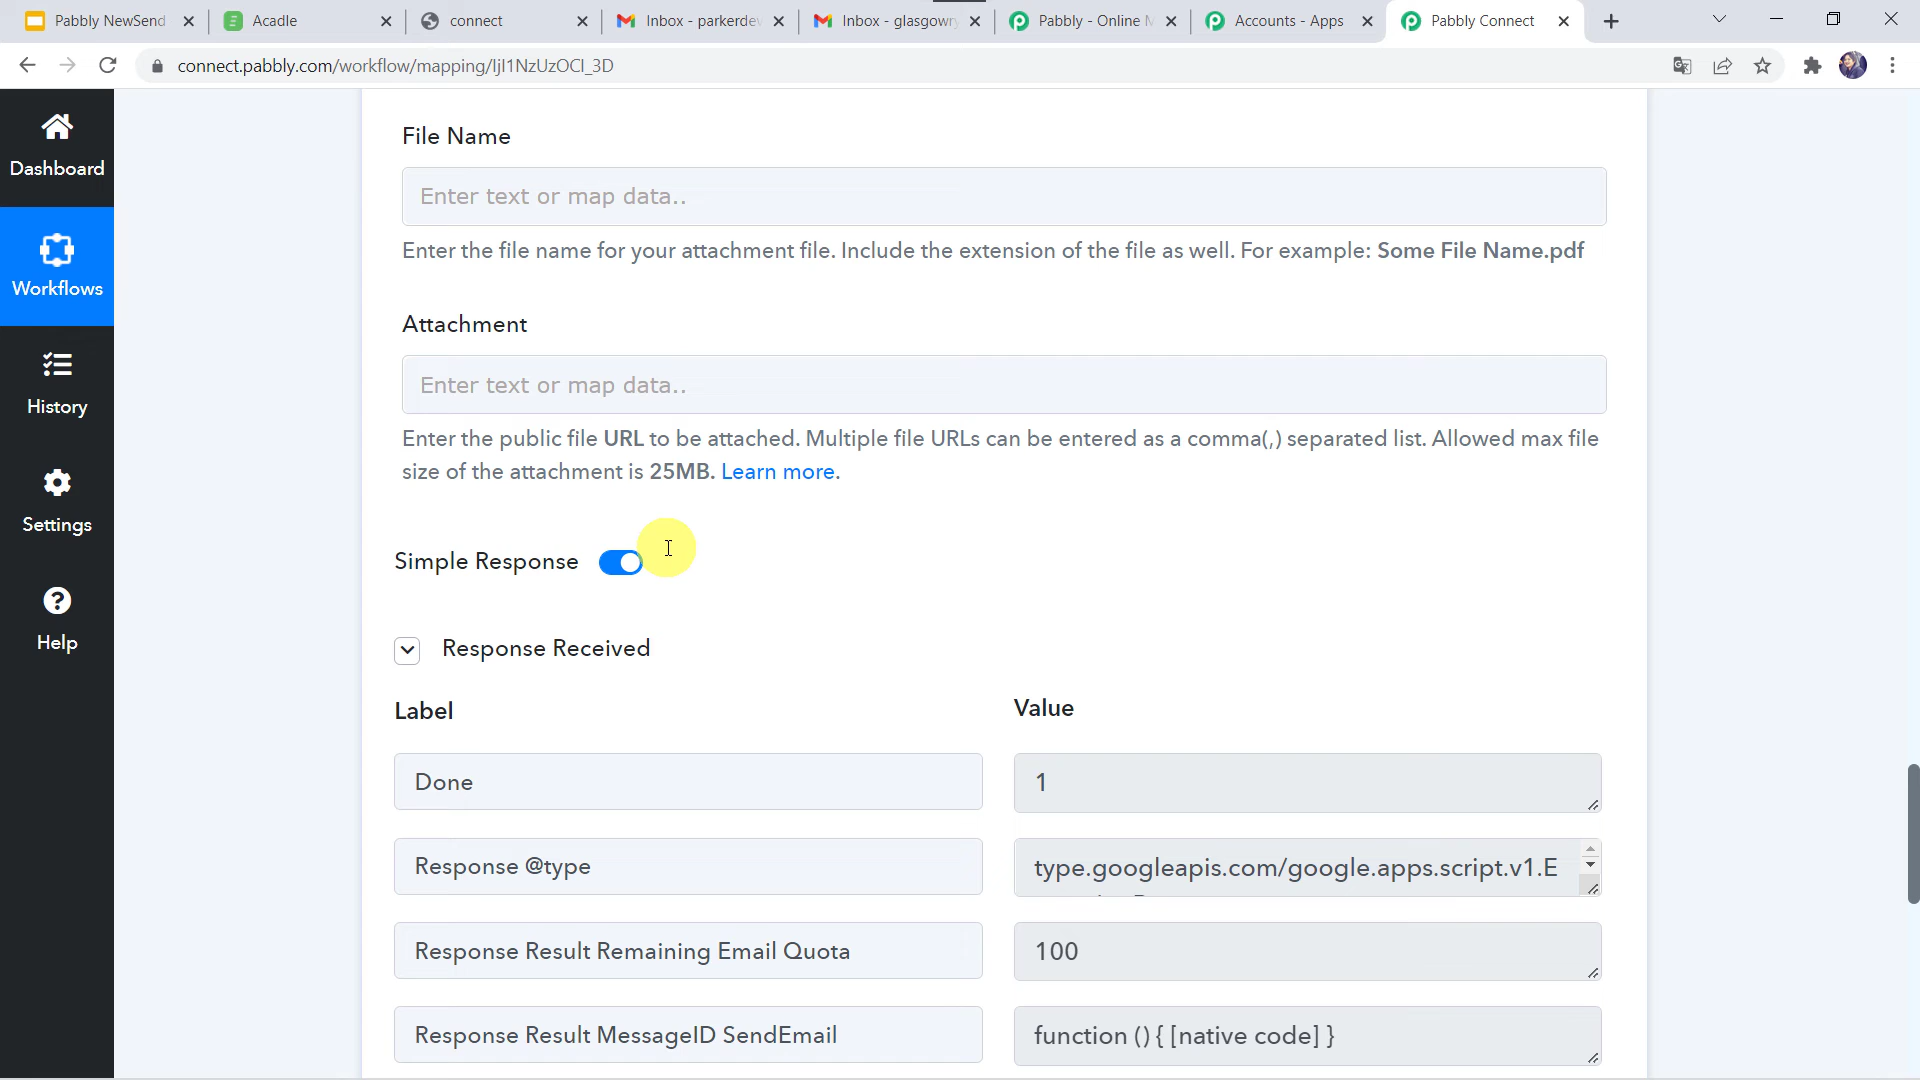 Pabbly NewSend
Acadle
connect
Inbox - parkerdev
Inbox - glasgowry
Pabbly - Online M
Accounts - Apps
Pabbly Connect
connect.pabbly.com/workflow/mapping/IjI1NzUzOCI_3D
Dashboard
Workflows
History
Settings
Help
File Name
Enter text or map data..
Enter the file name for your attachment file. Include the extension of the file as well. For example: Some File Name.pdf
Attachment
Enter text or map data..
Enter the public file URL to be attached. Multiple file URLs can be entered as a comma(,) separated list. Allowed max file
size of the attachment is 25MB. Learn more.
Simple Response
Response Received
Label
Value
Done
1
Response @type
type.googleapis.com/google.apps.script.v1.E
Response Result Remaining Email Quota
100
Response Result MessageID SendEmail
function () { [native code] }